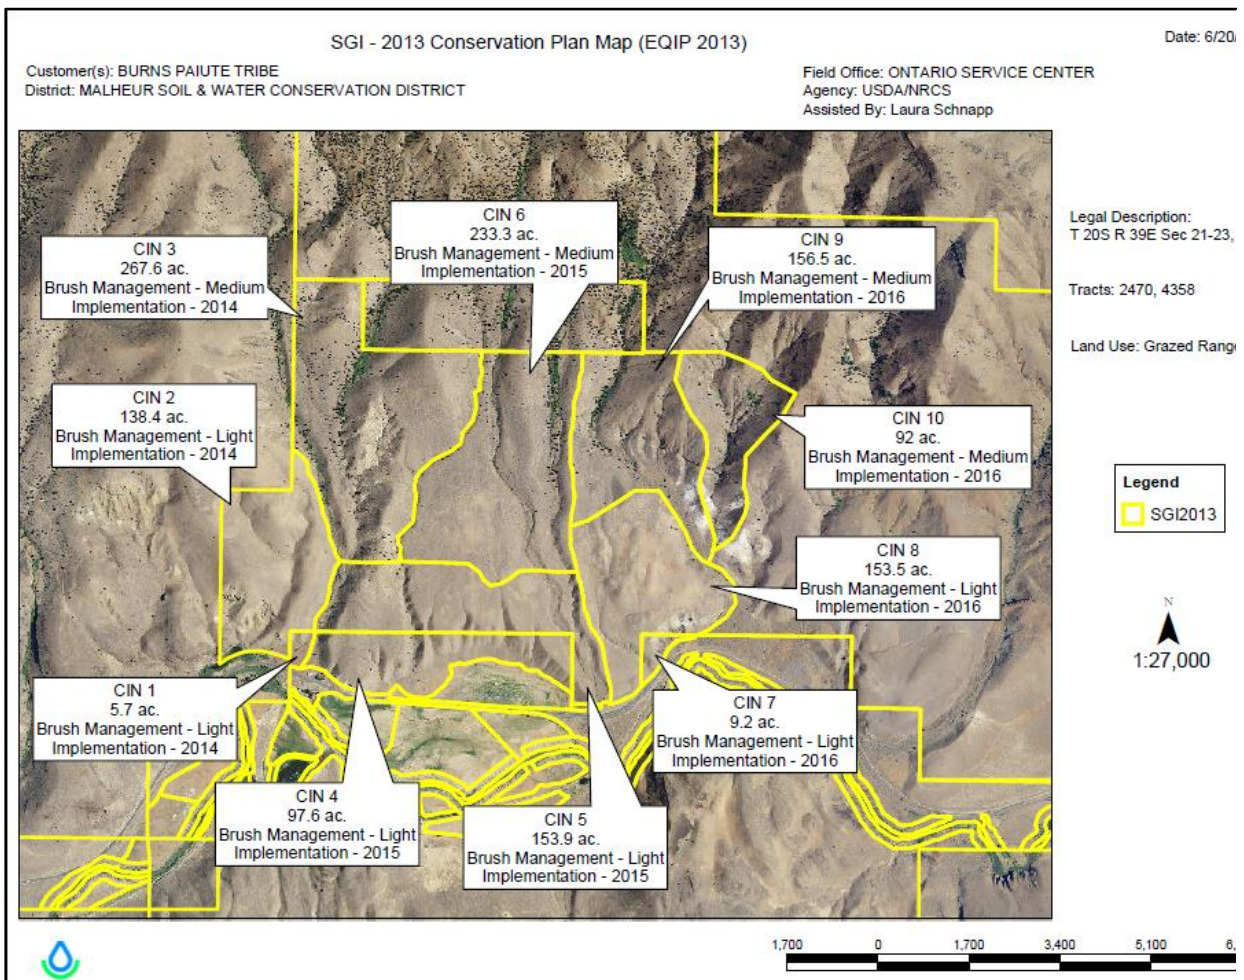 SGI - 2013 Conservation Plan Map (EQIP 2013)
Date: 6/20/
Customer(s): BURNS PAIUTE TRIBE
District: MALHEUR SOIL & WATER CONSERVATION DISTRICT
Field Office: ONTARIO SERVICE CENTER
Agency: USDA/NRCS
Assisted By: Laura Schnapp
CIN 3
267.6 ac.
Brush Management - Medium
Implementation - 2014
CIN 6
233.3 ac.
Brush Management - Medium
Implementation - 2015
CIN 9
156.5 ac.
Brush Management - Medium
Implementation - 2016
Legal Description:
T 20S R 39E Sec 21-23,
Tracts: 2470, 4358
Land Use: Grazed Range
CIN 2
138.4 ac.
Brush Management - Light
Implementation - 2014
CIN 10
92 ac.
Brush Management - Medium
Implementation - 2016
Legend
SGI2013
CIN 8
153.5 ac.
Brush Management - Light
Implementation - 2016
N
1:27,000
CIN 1
5.7 ac.
Brush Management - Light
Implementation - 2014
CIN 7
9.2 ac.
Brush Management - Light
Implementation - 2016
CIN 4
97.6 ac.
Brush Management - Light
Implementation - 2015
CIN 5
153.9 ac.
Brush Management - Light
Implementation - 2015
1,700 0 1,700 3,400 5,100 6,